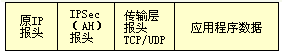 原IP
报头
IPSec
（AH）
报头
传输层
报头
TCP/UDP
应用程序数据